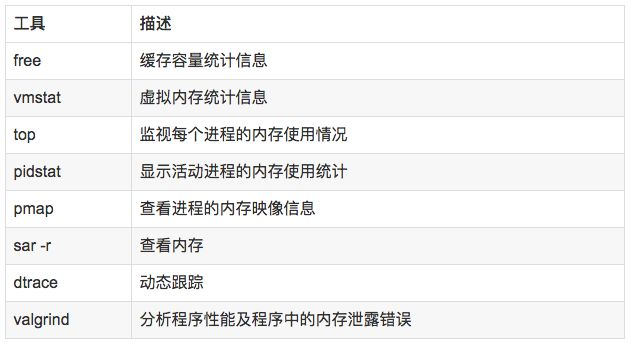 工具 描述
free 缓存容量统计信息
vmstat 虚拟内存统计信息
top 监视每个进程的内存使用情况
pidstat 显示活动进程的内存使用统计
pmap 查看进程的内存映像信息
sar -r 查看内存
dtrace 动态跟踪
valgrind 分析程序性能及程序中的内存泄露错误